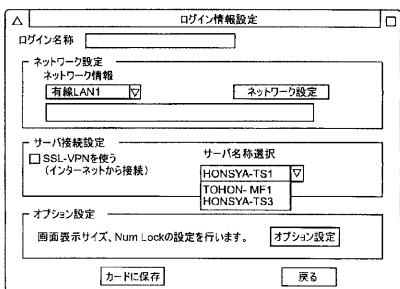 ログイン情報設定
ログイン名称
ネットワーク設定
ネットワーク情報
有線LAN1
ネットワーク設定
サーバ接続設定
SSL-VPNを使う
(インターネットから接続)
サーバ名称選択
HONSYA-TS1
TOHON- MF1
HONSYA-TS3
オプション設定
画面表示サイズ、Num Lockの設定を行います。
オプション設定
カードに保存
戻る